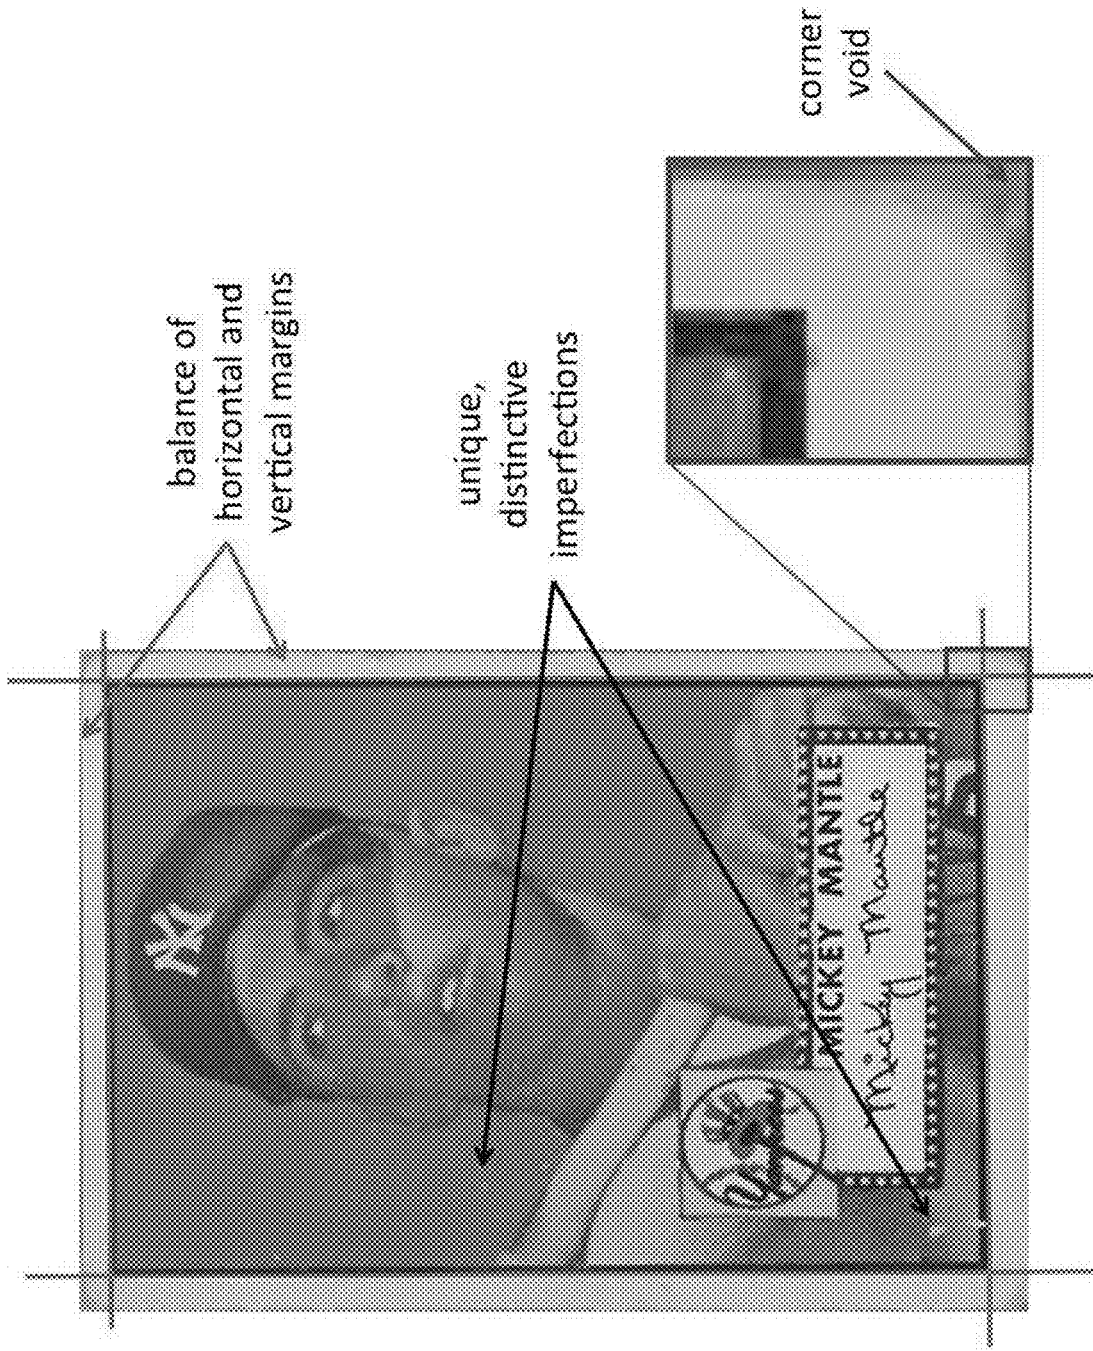 balance of
horizontal and
vertical margins
unique,
distinctive
imperfections
corner
void
NY
MICKEY MANTLE
Mickey Mantle